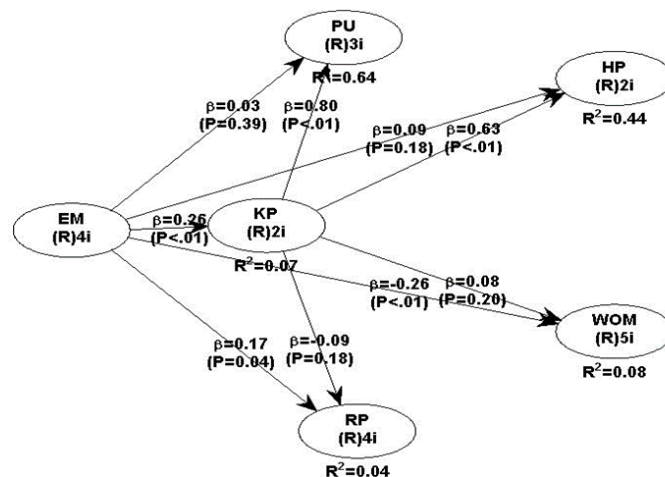 PU
(R)3i
R²=0.64
HP
(R)2i
R²=0.44
β=0.03
(P=0.39)
β=0.80
(P<.01)
β=0.09
(P=0.18)
β=0.63
(P<.01)
EM
(R)4i
β=0.26
(P<.01)
KP
(R)2i
R²=0.07
β=-0.26
(P<.01)
β=0.08
(P=0.20)
WOM
(R)5i
R²=0.08
β=0.17
(P=0.04)
β=-0.09
(P=0.18)
RP
(R)4i
R²=0.04